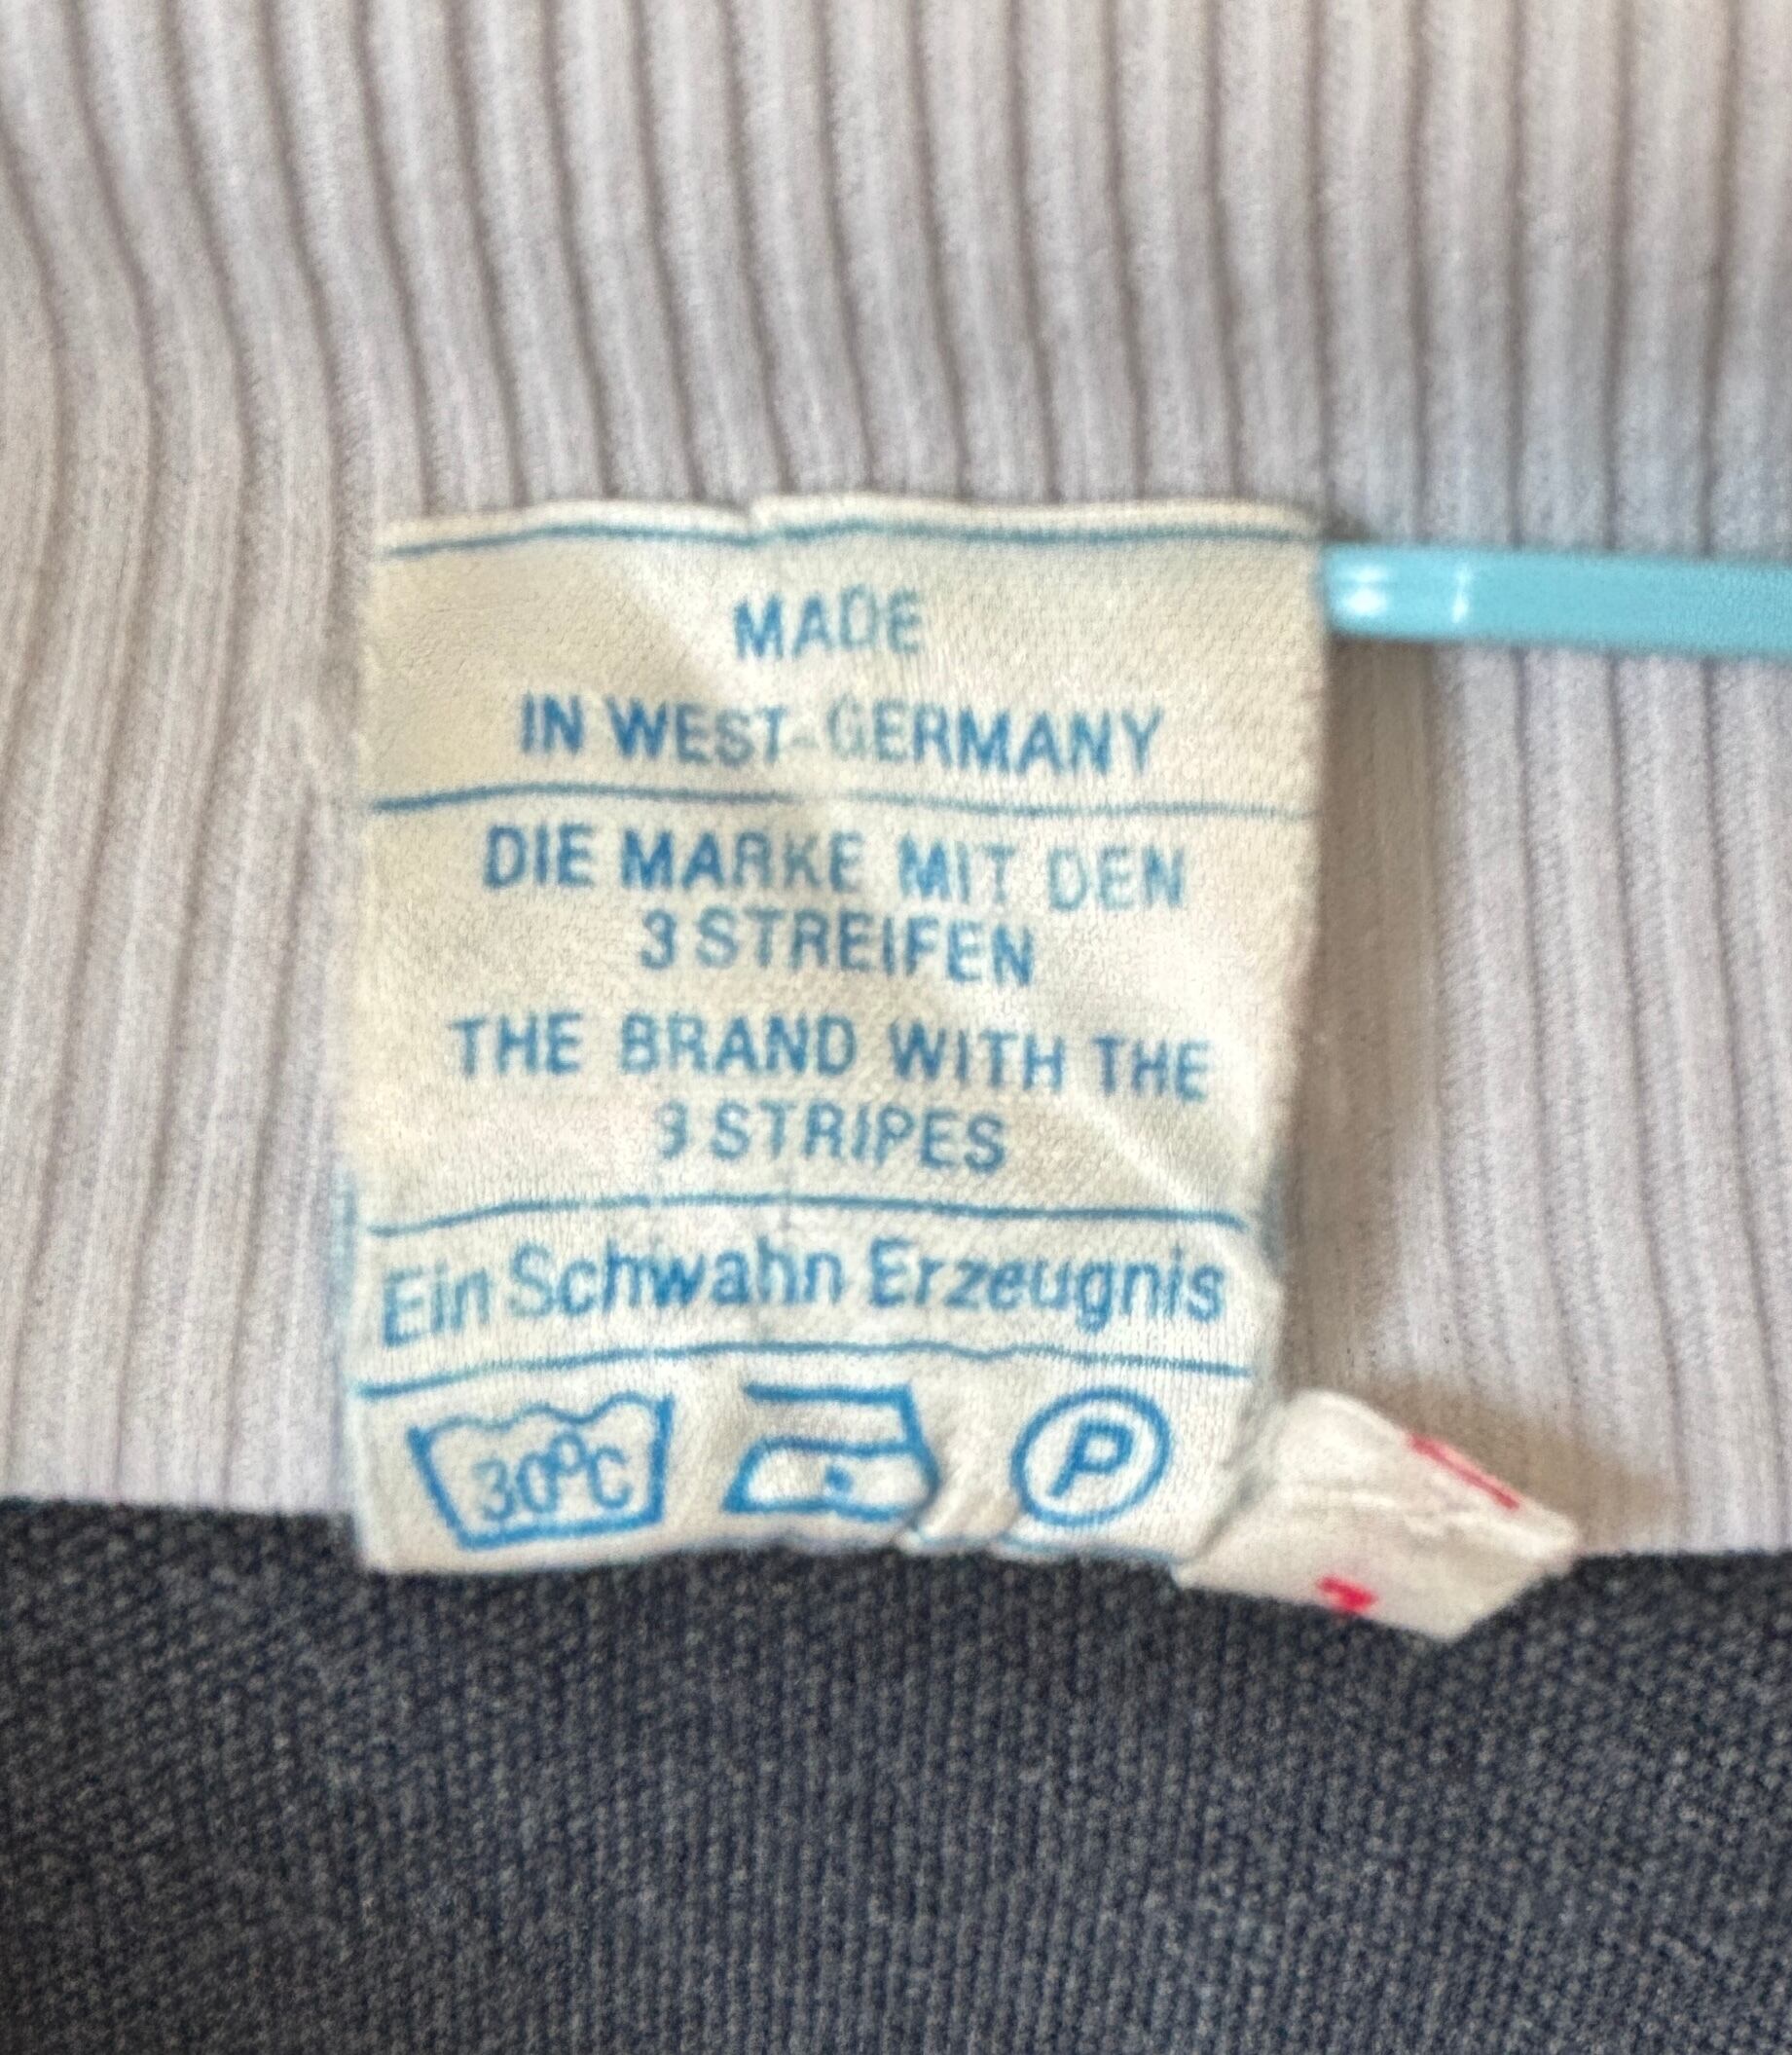 MADE
IN WEST-GERMANY
DIE MARKE MIT DEN
3 STREIFEN
THE BRAND WITH THE
3 STRIPES
Ein Schwahn Erzeugnis
30°C P